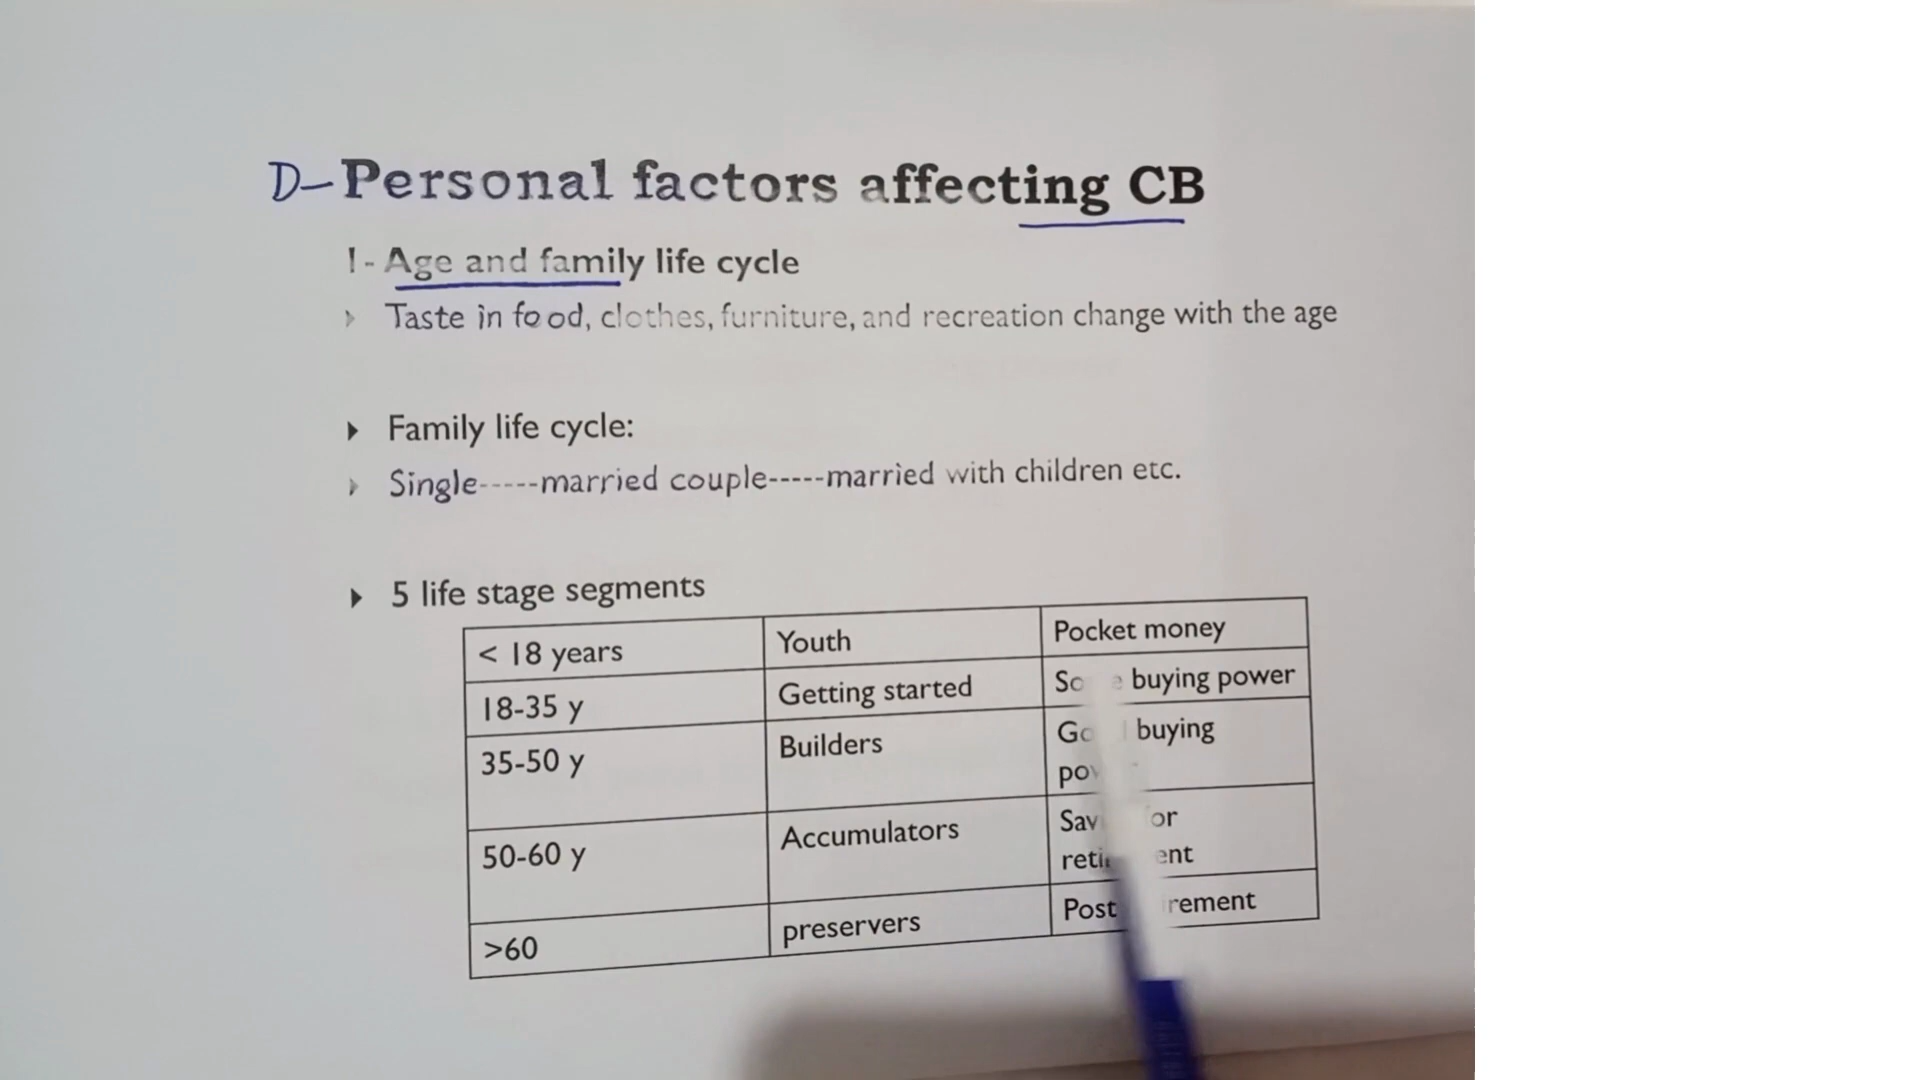 D- Personal factors affecting CB
1- Age and family life cycle
Taste in food, clothes, furniture, and recreation change with the age
Family life cycle:
Single-----married couple-----married with children etc.
5 life stage segments
< 18 years Youth Pocket money
18-35 y Getting started buying power
35-50 y Builders buying
50-60 y Accumulators
>60 preservers Post